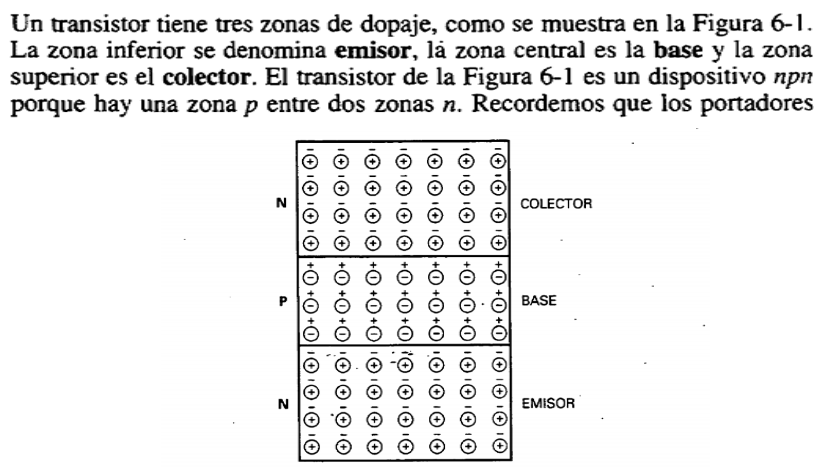 Un transistor tiene tres zonas de dopaje, como se muestra en la Figura 6-1.
La zona inferior se denomina emisor, la zona central es la base y la zona
superior es el colector. El transistor de la Figura 6-1 es un dispositivo npn
porque hay una zona p entre dos zonas n. Recordemos que los portadores
N
COLECTOR
P
BASE
N
EMISOR